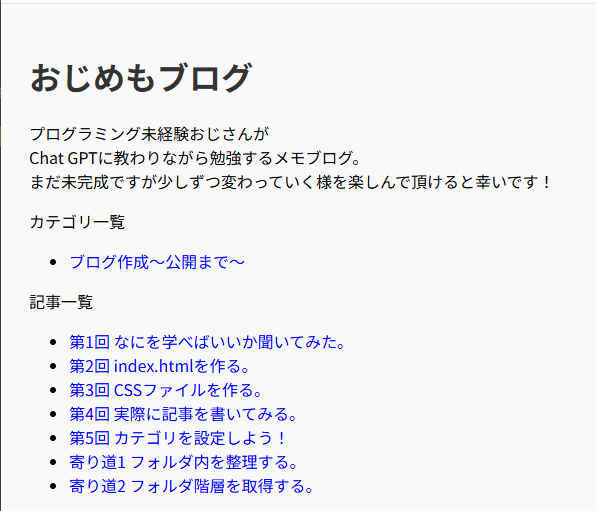 おじめもブログ
プログラミング未経験おじさんが
Chat GPTに教わりながら勉強するメモブログ。
まだ未完成ですが少しずつ変わっていく様を楽しんで頂けると幸いです！
カテゴリ一覧
ブログ作成～公開まで～
記事一覧
第1回 なにを学べばいいか聞いてみた。
第2回 index.htmlを作る。
第3回 CSSファイルを作る。
第4回 実際に記事を書いてみる。
第5回 カテゴリを設定しよう！
寄り道1 フォルダ内を整理する。
寄り道2 フォルダ階層を取得する。